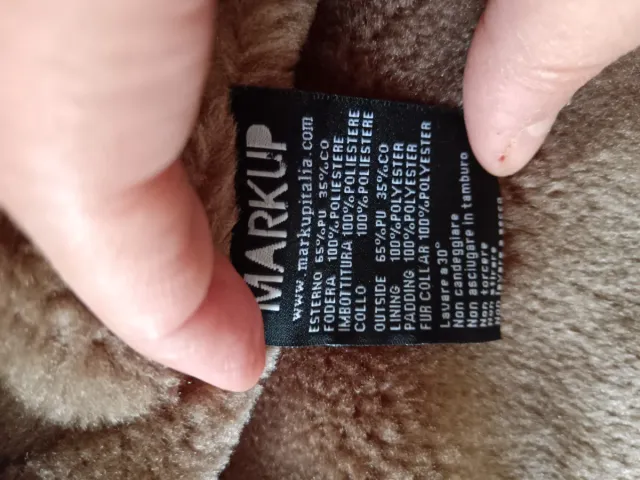 MARKUP
www.markupitalia.com
ESTERNO 65%PU 35%CO
FODERA 100%POLIESTERE
IMBOTTITURA 100%POLIESTERE
COLLO 100%POLIESTERE
OUTSIDE 65%PU 35%CO
LINING 100%POLYESTER
PADDING 100%POLYESTER
FUR COLLAR 100%POLYESTER
Lavare a 30°
Non candeggiare
Non asciugare in tamburo
Non torcere